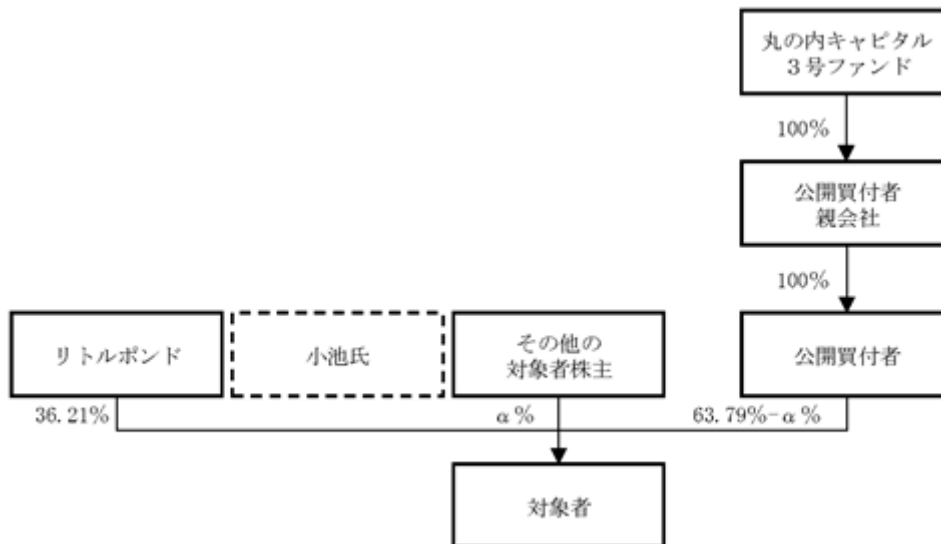 丸の内キャピタル
３号ファンド
100%
公開買付者
親会社
100%
リトルポンド
小池氏
その他の
対象者株主
公開買付者
36.21%
α%
63.79%-α%
対象者